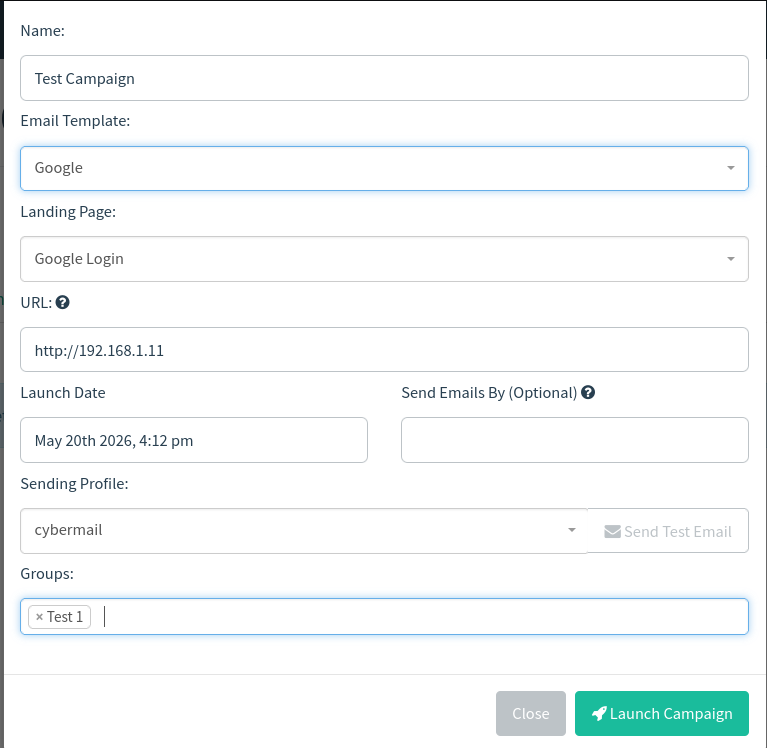 Name:
Test Campaign
Email Template:
Google
Landing Page:
Google Login
URL:
http://192.168.1.11
Launch Date
Send Emails By (Optional)
May 20th 2026, 4:12 pm
Sending Profile:
cybermail
Send Test Email
Groups:
× Test 1
Close
Launch Campaign